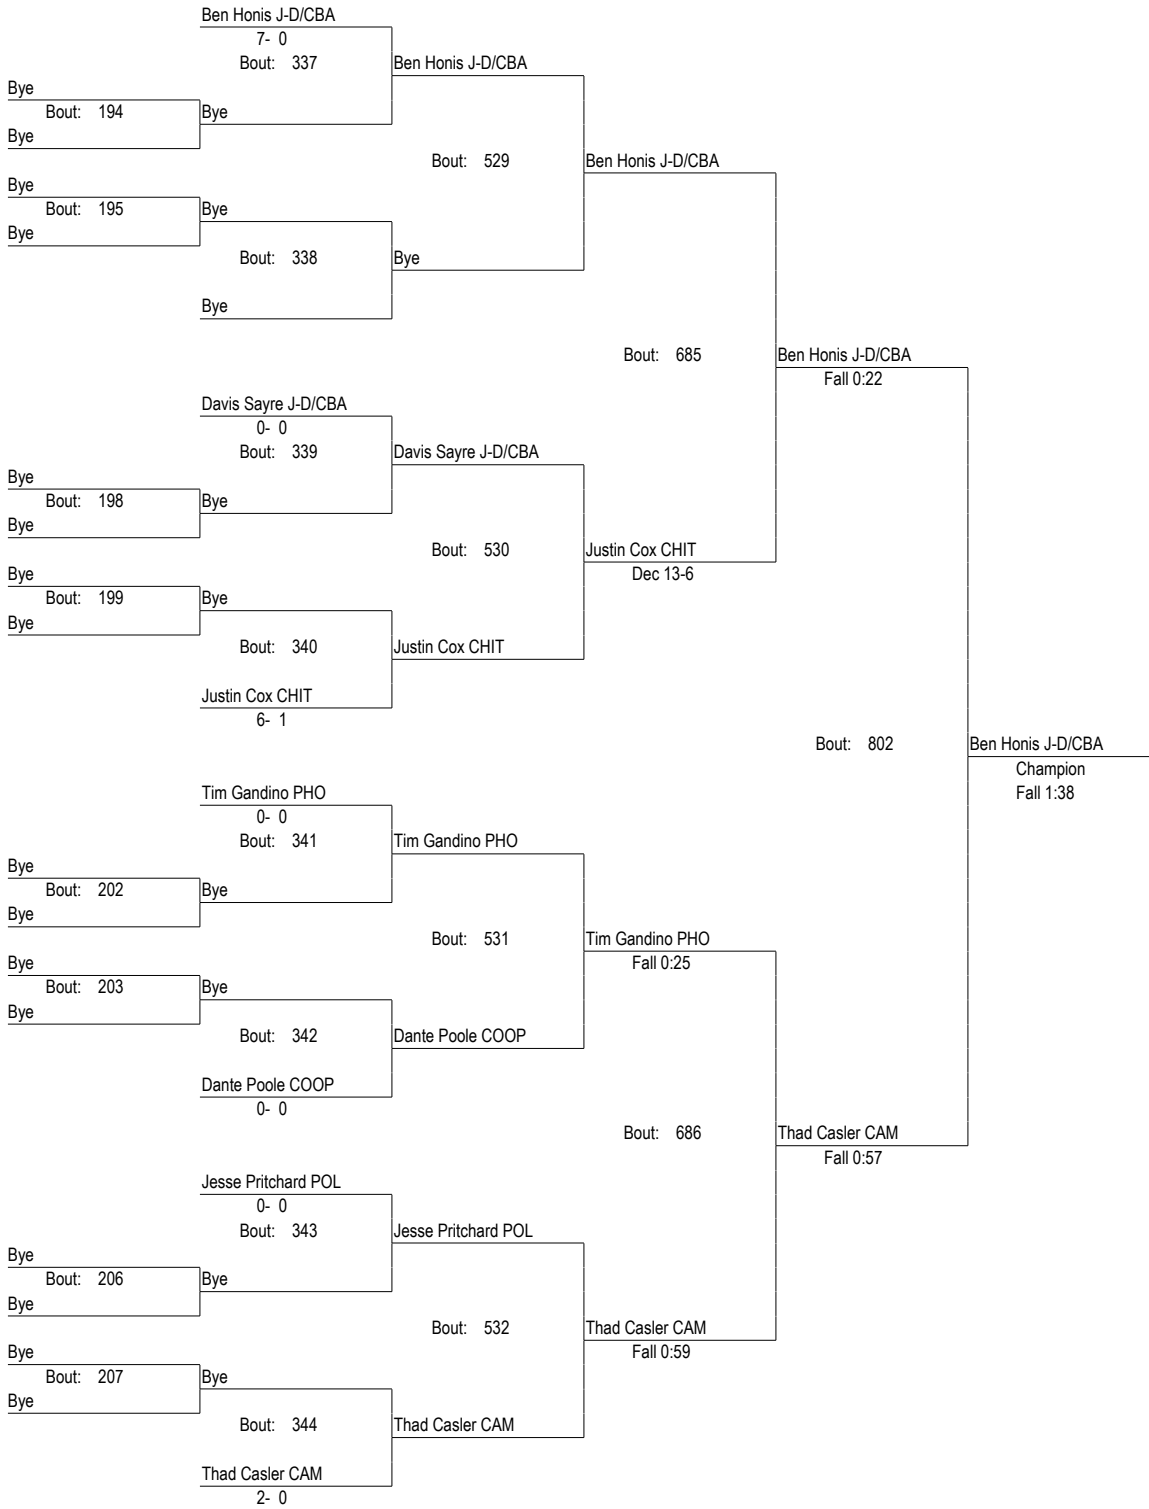 Ben Honis J-D/CBA
7- 0
Bout: 337
Ben Honis J-D/CBA
Bye
Bout: 194
Bye
Bye
Bout: 529
Ben Honis J-D/CBA
Bye
Bout: 195
Bye
Bye
Bout: 338
Bye
Bye
Bout: 685
Ben Honis J-D/CBA
Fall 0:22
Davis Sayre J-D/CBA
0- 0
Bout: 339
Davis Sayre J-D/CBA
Bye
Bout: 198
Bye
Bye
Bout: 530
Justin Cox CHIT
Dec 13-6
Bye
Bout: 199
Bye
Bye
Bout: 340
Justin Cox CHIT
Justin Cox CHIT
6- 1
Bout: 802
Ben Honis J-D/CBA
Champion
Fall 1:38
Tim Gandino PHO
0- 0
Bout: 341
Tim Gandino PHO
Bye
Bout: 202
Bye
Bye
Bout: 531
Tim Gandino PHO
Fall 0:25
Bye
Bout: 203
Bye
Bye
Bout: 342
Dante Poole COOP
Dante Poole COOP
0- 0
Bout: 686
Thad Casler CAM
Fall 0:57
Jesse Pritchard POL
0- 0
Bout: 343
Jesse Pritchard POL
Bye
Bout: 206
Bye
Bye
Bout: 532
Thad Casler CAM
Fall 0:59
Bye
Bout: 207
Bye
Bye
Bout: 344
Thad Casler CAM
Thad Casler CAM
2- 0